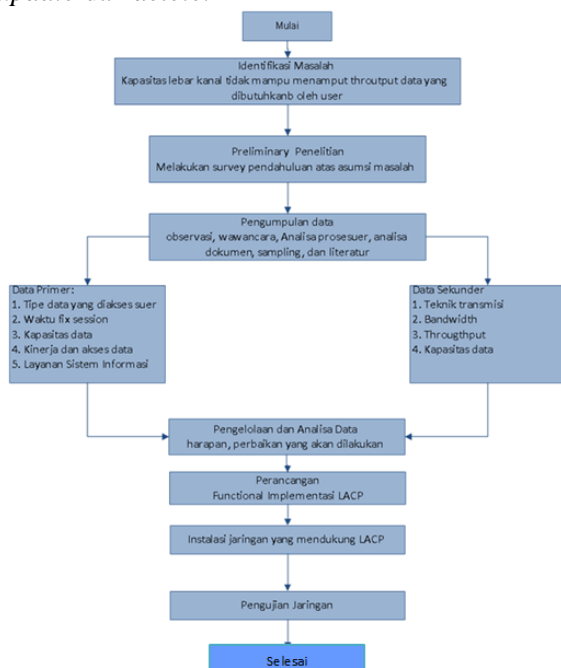 Mulai
Identifikasi Masalah
Kapasitas lebar kanal tidak mampu menamput throutput data yang
dibutuhkanb oleh user
Preliminary Penelitian
Melakukan survey pendahuluan atas asumsi masalah
Pengumpulan data
observasi, wawancara, Analisa prosesuer, analisa
dokumen, sampling, dan literatur
Data Primer:
1. Tipe data yang diakses suer
2. Waktu fix session
3. Kapasitas data
4. Kinerja dan akses data
5. Layanan Sistem Informasi
Data Sekunder
1. Teknik transmisi
2. Bandwidth
3. Througthput
4. Kapasitas data
Pengelolaan dan Analisa Data
harapan, perbaikan yang akan dilakukan
Perancangan
Functional Implementasi LACP
Instalasi jaringan yang mendukung LACP
Pengujian Jaringan
Selesai